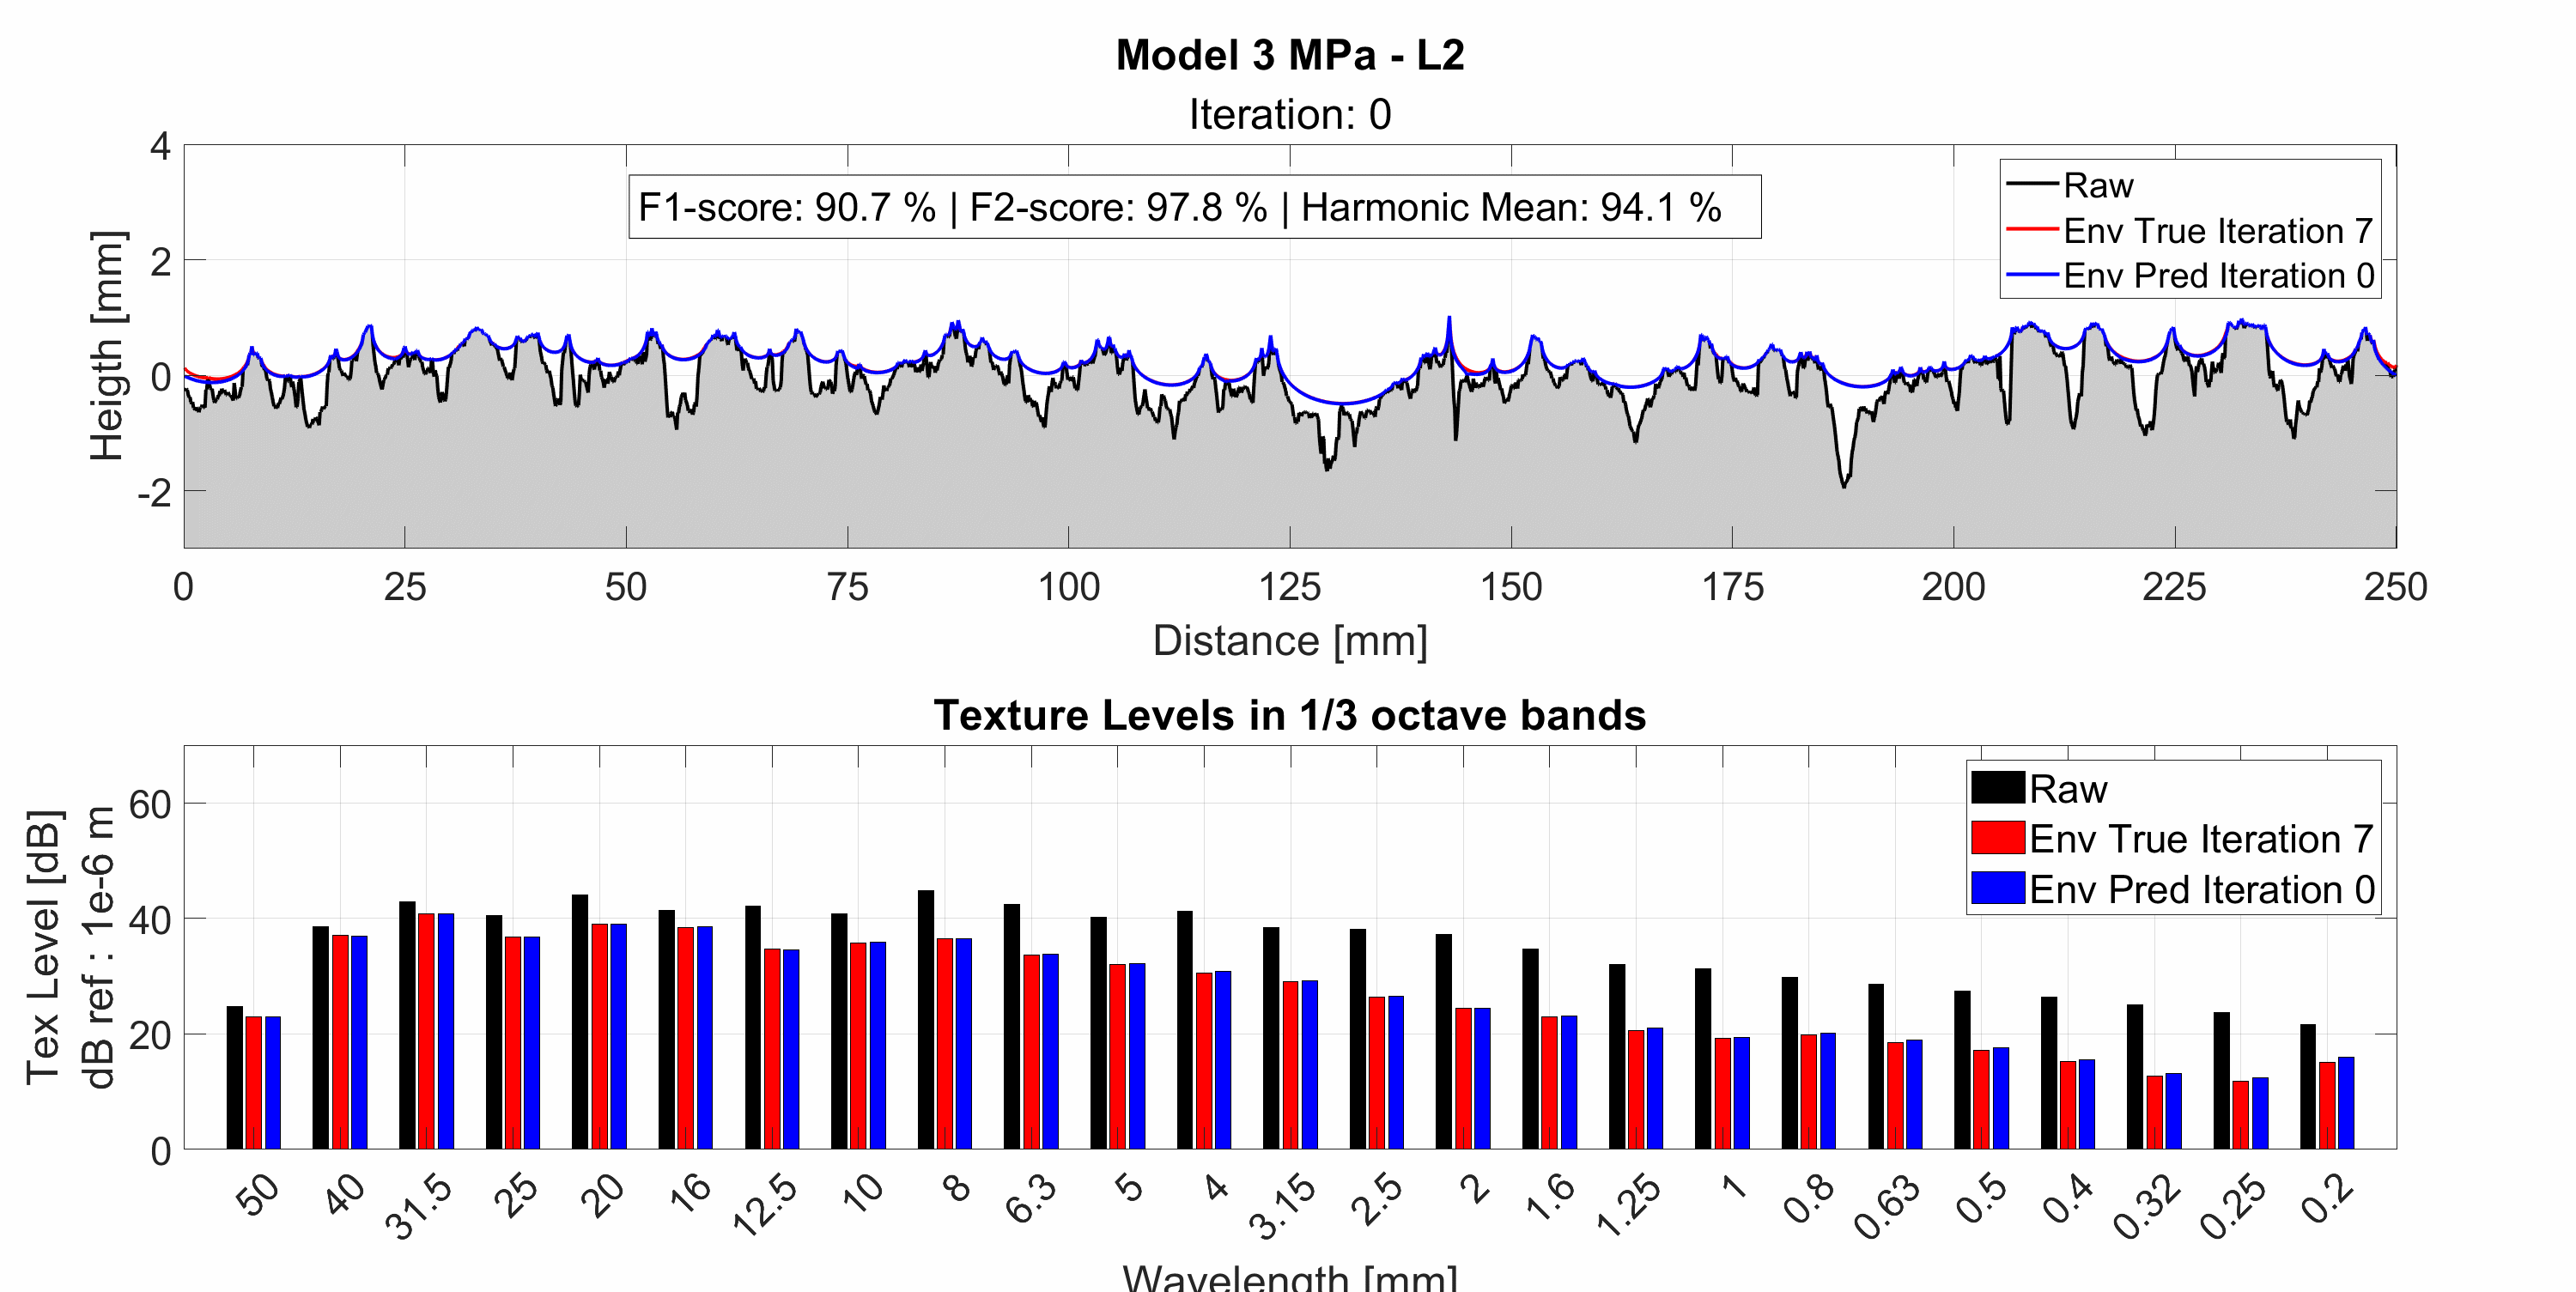 Model 3 MPa - L2
Iteration: 0
F1-score: 90.7 % | F2-score: 97.8 % | Harmonic Mean: 94.1 %
Raw
Env True Iteration 7
Env Pred Iteration 0
Heigth [mm]
4
2
0
-2
0 25 50 75 100 125 150 175 200 225 250
Distance [mm]
Texture Levels in 1/3 octave bands
Raw
Env True Iteration 7
Env Pred Iteration 0
Tex Level [dB]
dB ref : 1e-6 m
60
40
20
0
50 40 31.5 25 20 16 12.5 10 8 6.3 5 4 3.15 2.5 2 1.6 1.25 1 0.8 0.63 0.5 0.4 0.32 0.25 0.2
Wavelength [mm]